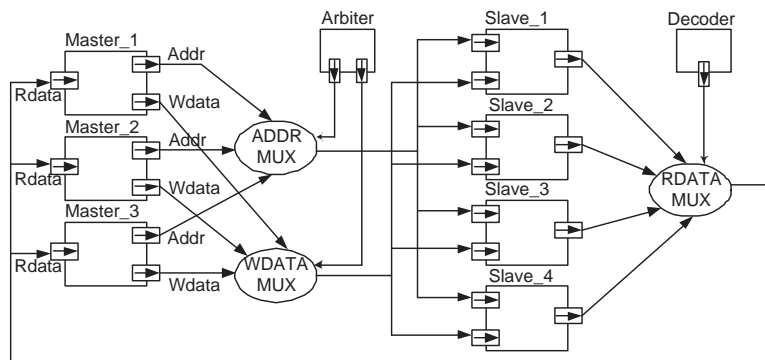 Arbiter
Slave_1
Decoder
Master_1
Addr
Rdata
Wdata
Slave_2
Master_2
Addr
ADDR
MUX
Rdata
Wdata
RDATA
MUX
Slave_3
Master_3
Addr
Rdata
WDATA
MUX
Wdata
Slave_4